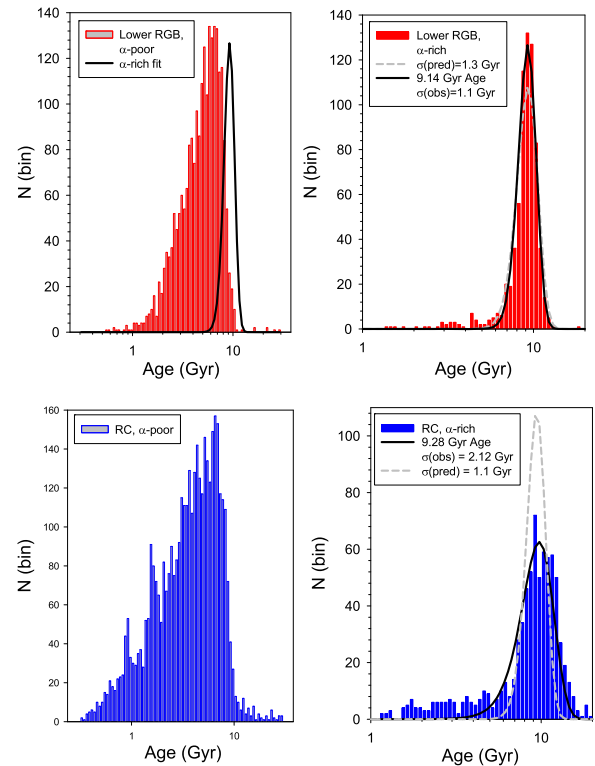 140
120
100
80
60
40
20
0
N (bin)
Lower RGB,
α-poor
α-rich fit
1
10
Age (Gyr)
140
120
100
80
60
40
20
0
N (bin)
Lower RGB,
α-rich
σ(pred)=1.3 Gyr
9.14 Gyr Age
σ(obs)=1.1 Gyr
1
10
Age (Gyr)
160
140
120
100
80
60
40
20
0
N (bin)
RC, α-poor
1
10
Age (Gyr)
100
80
60
40
20
0
N (bin)
RC, α-rich
9.28 Gyr Age
σ(obs) = 2.12 Gyr
σ(pred) = 1.1 Gyr
1
10
Age (Gyr)